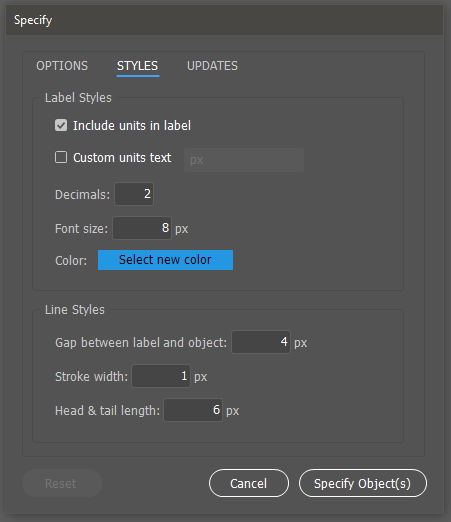 Specify
OPTIONS STYLES UPDATES
Label Styles
Include units in label
Custom units text px
Decimals: 2
Font size: 8 px
Color: Select new color
Line Styles
Gap between label and object: 4 px
Stroke width: 1 px
Head & tail length: 6 px
Reset Cancel Specify Object(s)